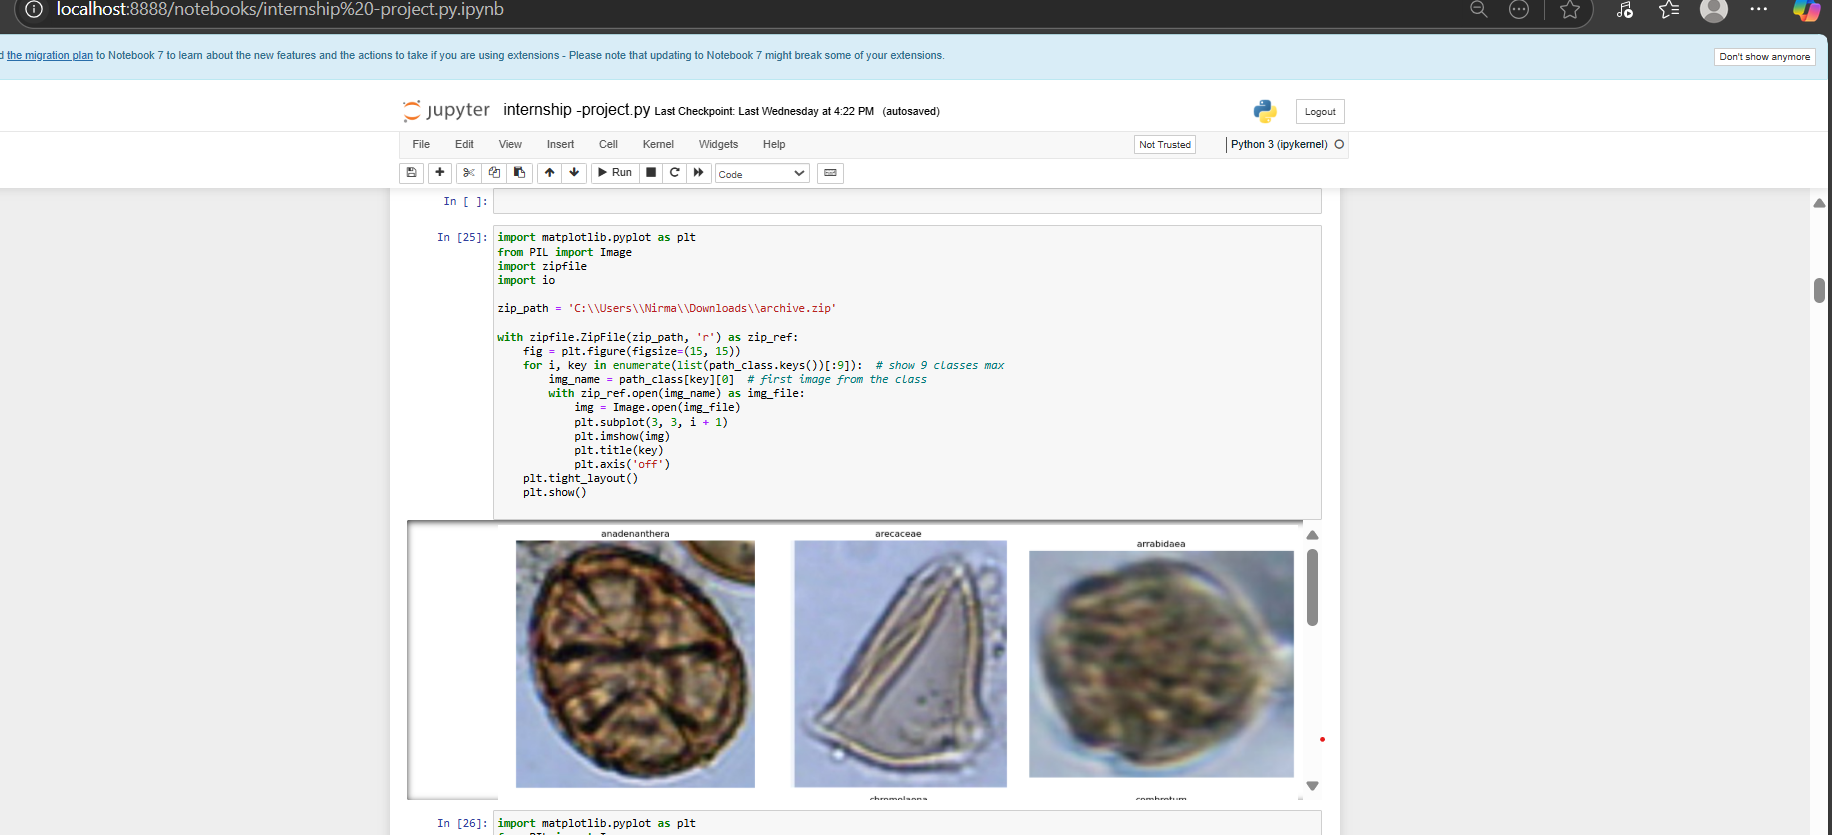 localhost:8888/notebooks/internship%20-project.py.ipynb
the migration plan to Notebook 7 to learn about the new features and the actions to take if you are using extensions - Please note that updating to Notebook 7 might break some of your extensions.
Don't show anymore
jupyter internship -project.py Last Checkpoint: Last Wednesday at 4:22 PM (autosaved)
Logout
File Edit View Insert Cell Kernel Widgets Help
Not Trusted
Python 3 (ipykernel)
Run
Code
In [ ]:
In [25]: import matplotlib.pyplot as plt
from PIL import Image
import zipfile
import io
zip_path = 'C:\\Users\\Nirma\\Downloads\\archive.zip'
with zipfile.ZipFile(zip_path, 'r') as zip_ref:
    fig = plt.figure(figsize=(15, 15))
    for i, key in enumerate(list(path_class.keys())[:9]):  # show 9 classes max
        img_name = path_class[key][0]  # first image from the class
        with zip_ref.open(img_name) as img_file:
            img = Image.open(img_file)
            plt.subplot(3, 3, i + 1)
            plt.imshow(img)
            plt.title(key)
            plt.axis('off')
    plt.tight_layout()
    plt.show()
anadenanthera
arecaceae
arrabidaea
In [26]: import matplotlib.pyplot as plt